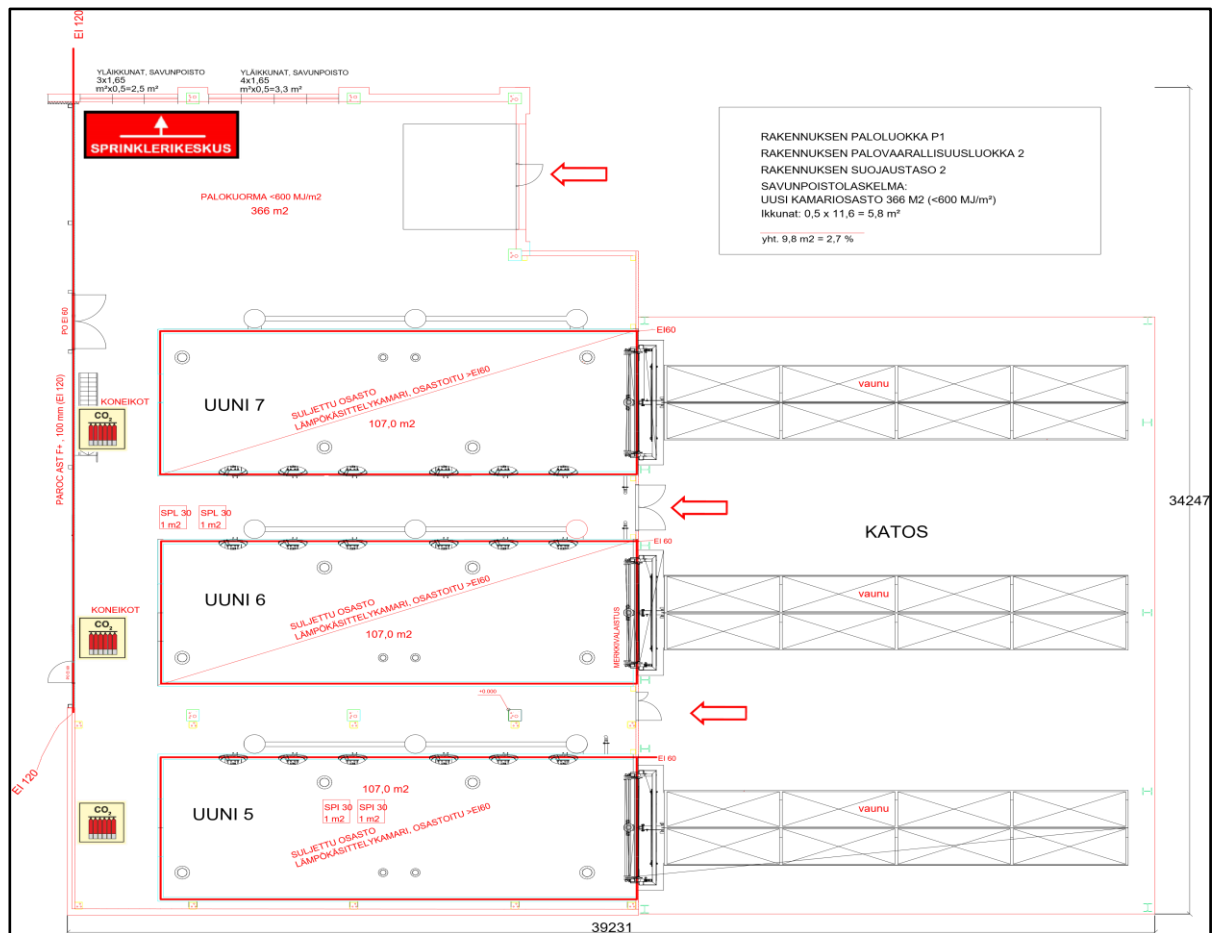 EI 120
YLÄIKKUNAT, SAVUNPOISTO
3x1,65
m²x0,5=2,5 m²
YLÄIKKUNAT, SAVUNPOISTO
4x1,65
m²x0,5=3,3 m²
SPRINKLERIKESKUS
PALOKUORMA <600 MJ/m2
366 m2
RAKENNUKSEN PALOLUOKKA P1
RAKENNUKSEN PALOVAARALLISUUSLUOKKA 2
RAKENNUKSEN SUOJAUSTASO 2
SAVUNPOISTOLASKELMA:
UUSI KAMARIOSASTO 366 M2 (<600 MJ/m²)
Ikkunat: 0,5 x 11,6 = 5,8 m²
yht. 9,8 m2 = 2,7 %
PO EI 60
EI60
UUNI 7
SULJETTU OSASTO
LÄMPÖKÄSITTELYKAMARI, OSASTOITU >EI60
107,0 m2
vaunu
KONEIKOT
CO2
PAROC AST F+, 100 mm (EI 120)
SPL 30
1 m2
SPL 30
1 m2
34247
KATOS
EI 60
UUNI 6
SULJETTU OSASTO
LÄMPÖKÄSITTELYKAMARI, OSASTOITU >EI60
107,0 m2
MERKKIVALAISTUS
vaunu
KONEIKOT
CO2
+0.000
EI 60
EI 120
107,0 m2
UUNI 5
SPI 30
1 m2
SPI 30
1 m2
SULJETTU OSASTO
LÄMPÖKÄSITTELYKAMARI, OSASTOITU >EI60
vaunu
CO2
39231